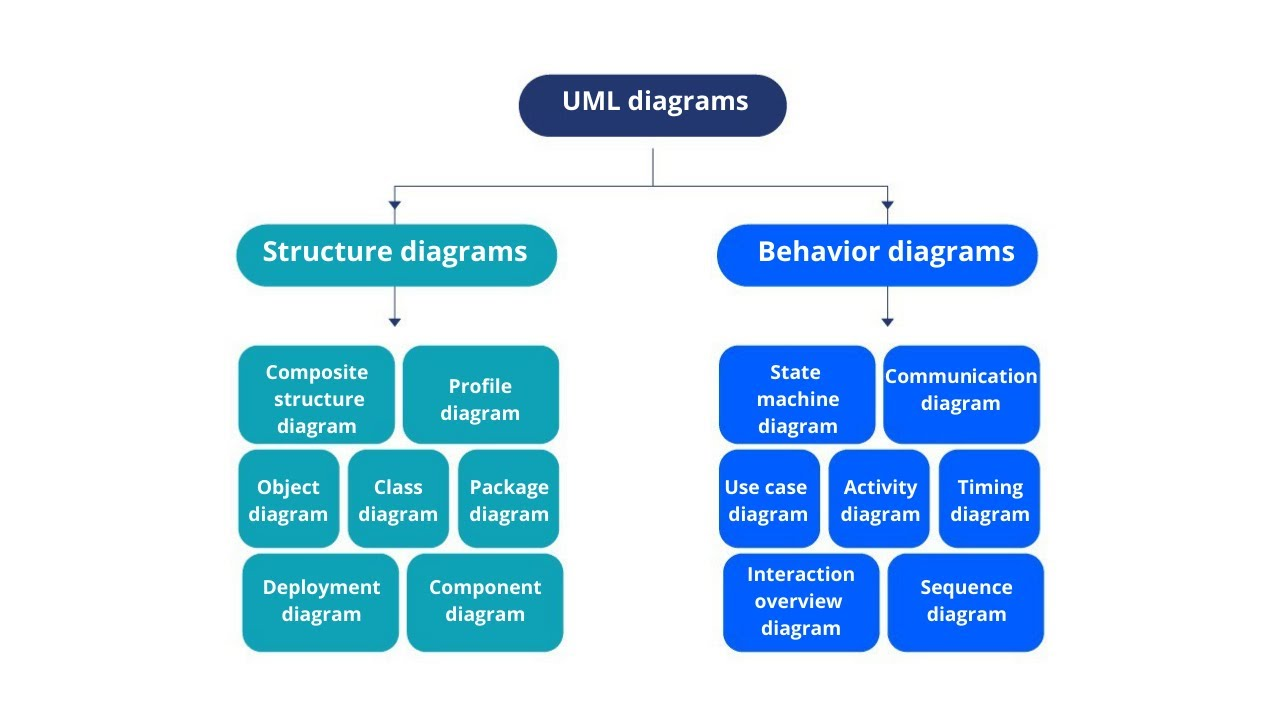 UML diagrams
Structure diagrams
Behavior diagrams
Composite
structure
diagram
Profile
diagram
Object
diagram
Class
diagram
Package
diagram
Deployment
diagram
Component
diagram
State
machine
diagram
Communication
diagram
Use case
diagram
Activity
diagram
Timing
diagram
Interaction
overview
diagram
Sequence
diagram